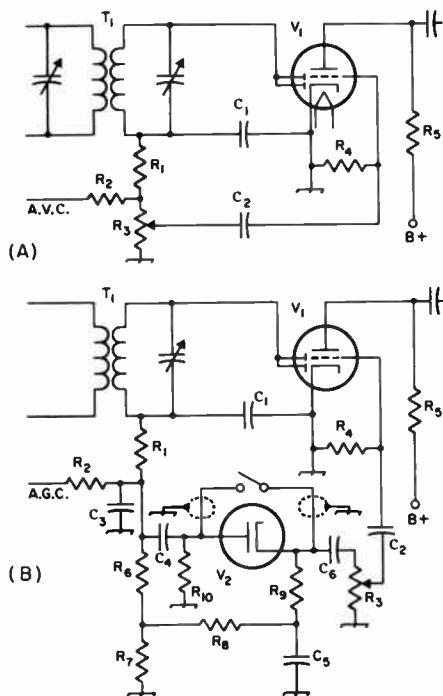 T1
V1
C1
R1
R4
R5
R2
A.V.C.
C2
R3
B+
(A)
T1
V1
C1
R5
R1
R4
R2
A.G.C.
B+
C3
C4
C2
(B)
V2
C6
R6
R10
R9
R3
R8
R7
C5